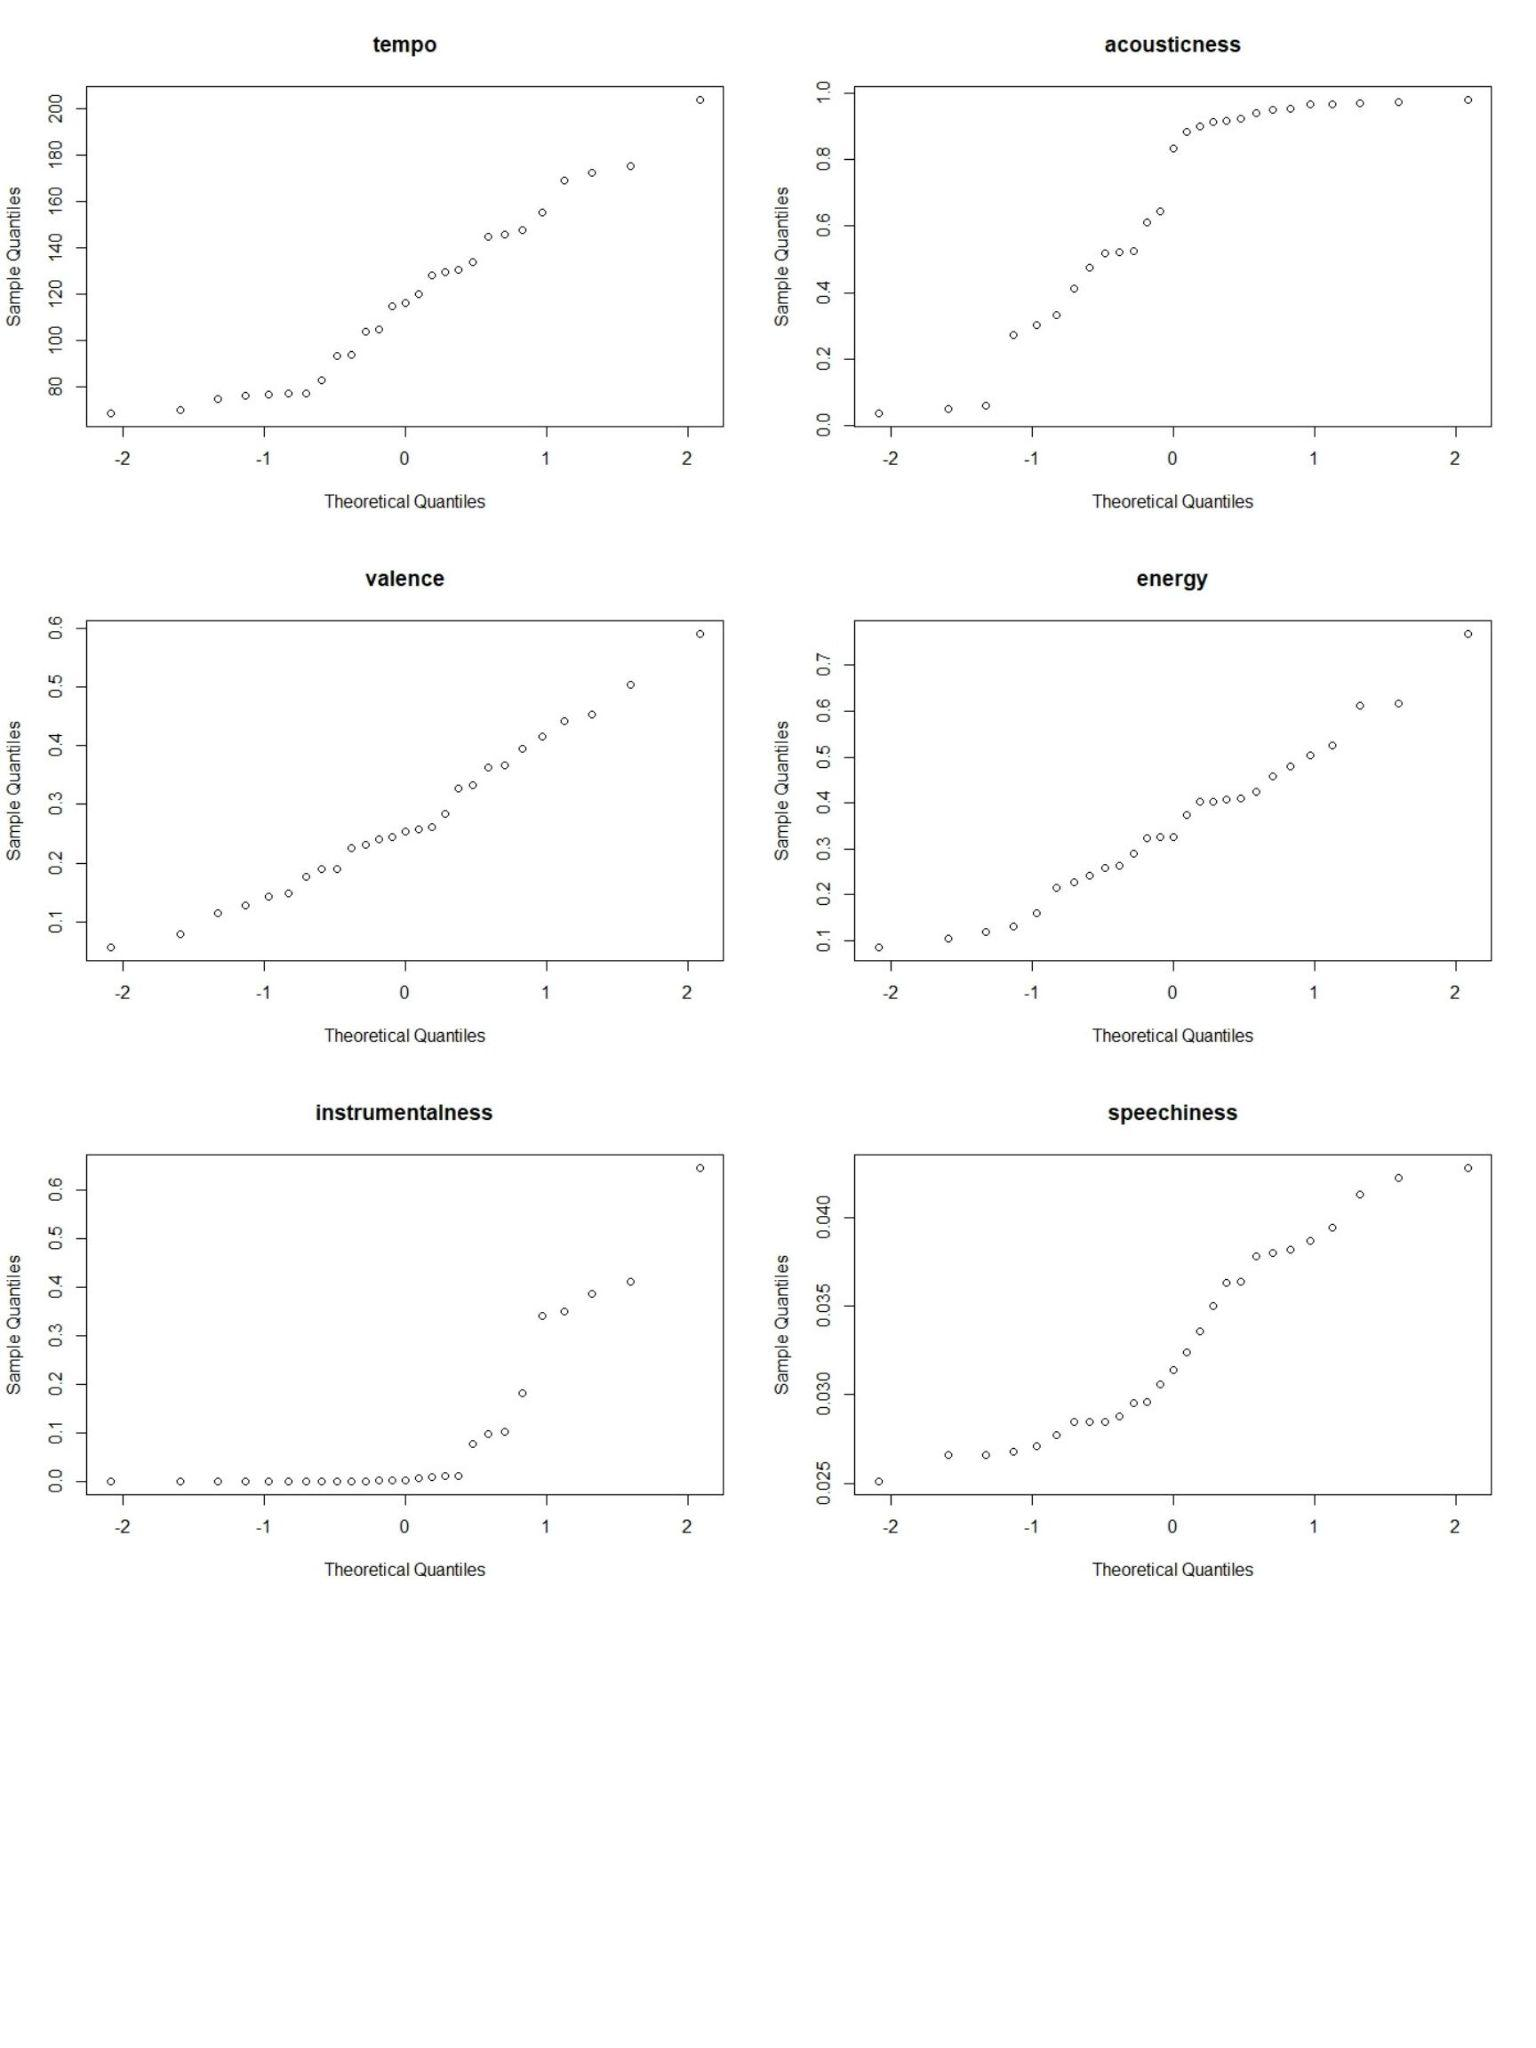 tempo
Sample Quantiles
80 100 120 140 160 180 200
-2 -1 0 1 2
Theoretical Quantiles
acousticness
Sample Quantiles
0.0 0.2 0.4 0.6 0.8 1.0
-2 -1 0 1 2
Theoretical Quantiles
valence
Sample Quantiles
0.1 0.2 0.3 0.4 0.5 0.6
-2 -1 0 1 2
Theoretical Quantiles
energy
Sample Quantiles
0.1 0.2 0.3 0.4 0.5 0.6 0.7
-2 -1 0 1 2
Theoretical Quantiles
instrumentalness
Sample Quantiles
0.0 0.1 0.2 0.3 0.4 0.5 0.6
-2 -1 0 1 2
Theoretical Quantiles
speechiness
Sample Quantiles
0.025 0.030 0.035 0.040
-2 -1 0 1 2
Theoretical Quantiles